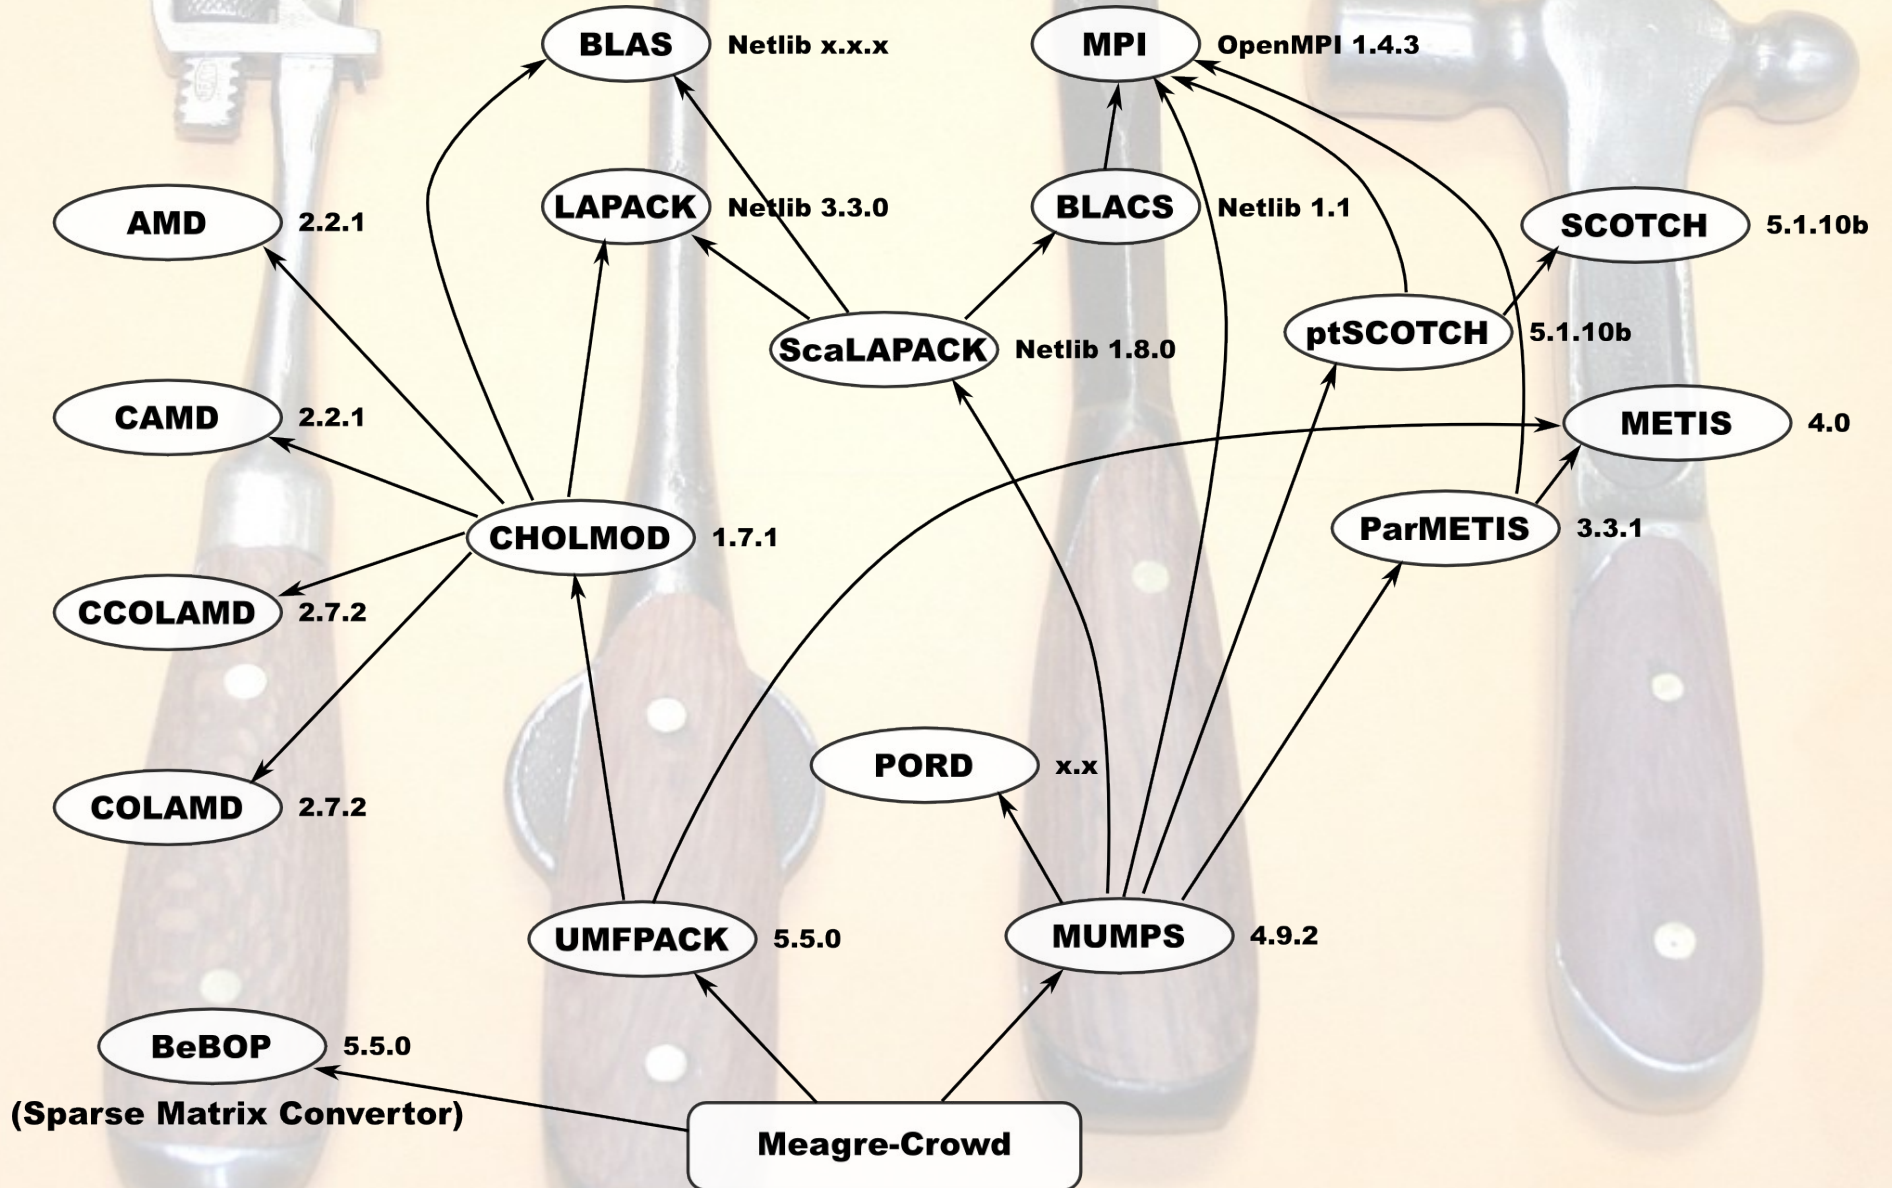 BLAS Netlib x.x.x
MPI OpenMPI 1.4.3
AMD 2.2.1
LAPACK Netlib 3.3.0
BLACS Netlib 1.1
SCOTCH 5.1.10b
ScaLAPACK Netlib 1.8.0
ptSCOTCH 5.1.10b
CAMD 2.2.1
METIS 4.0
CHOLMOD 1.7.1
ParMETIS 3.3.1
CCOLAMD 2.7.2
PORD x.x
COLAMD 2.7.2
UMFPACK 5.5.0
MUMPS 4.9.2
BeBOP 5.5.0
(Sparse Matrix Convertor)
Meagre-Crowd